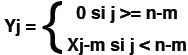 Yj = { 0 si j >= n-m
Xj-m si j < n-m